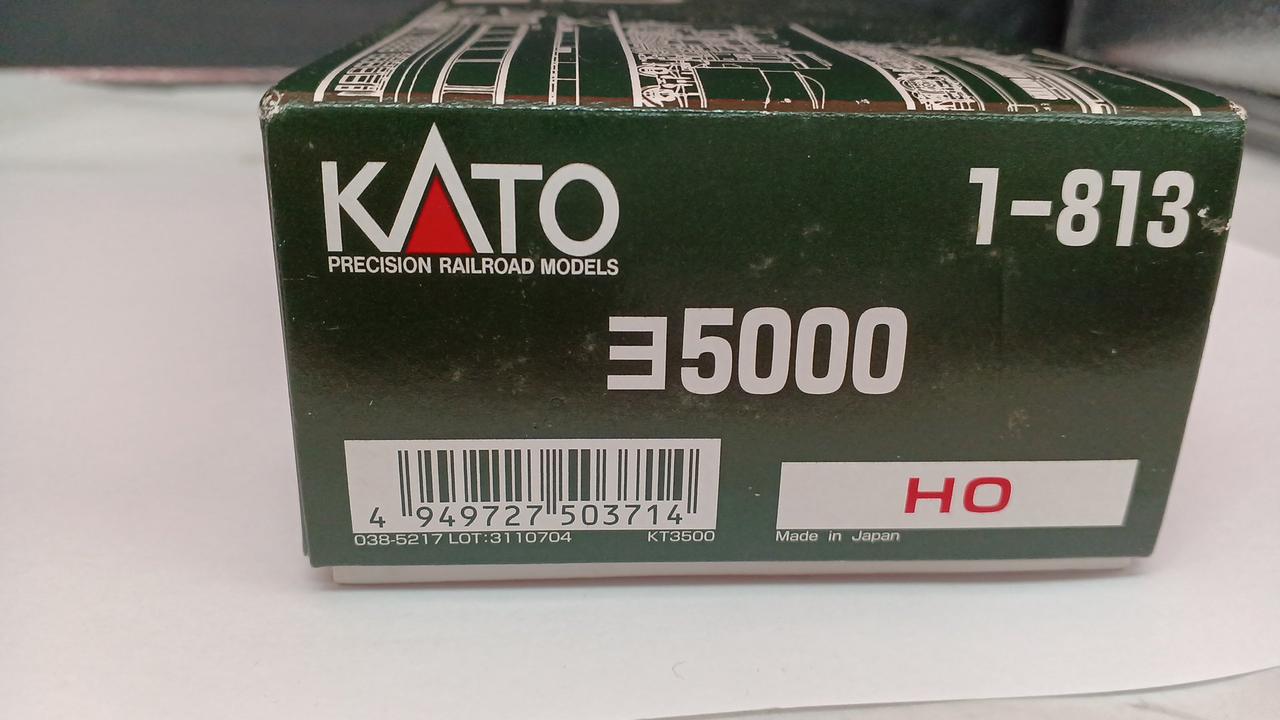 KATO
PRECISION RAILROAD MODELS
1-813
ヨ5000
4 949727 503714
038-5217 LOT:3110704 KT3500
HO
Made in Japan